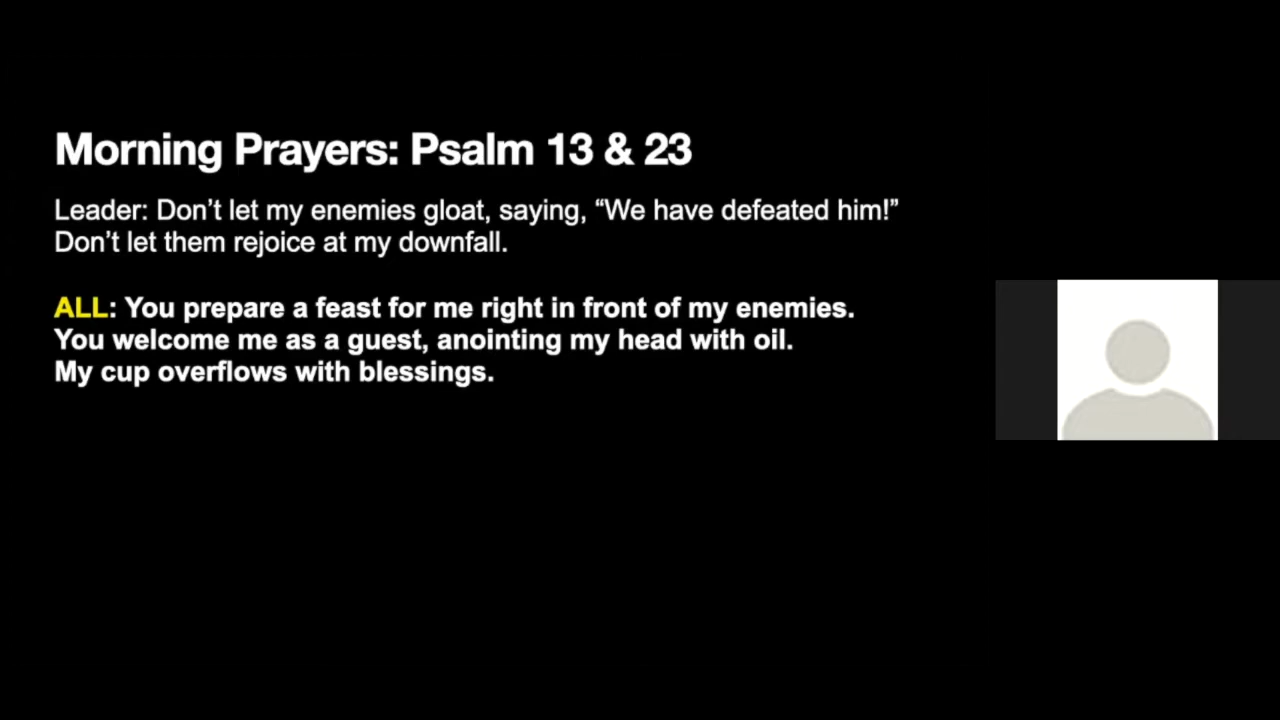 Morning Prayers: Psalm 13 & 23
Leader: Don’t let my enemies gloat, saying, “We have defeated him!”
Don’t let them rejoice at my downfall.
ALL: You prepare a feast for me right in front of my enemies.
You welcome me as a guest, anointing my head with oil.
My cup overflows with blessings.